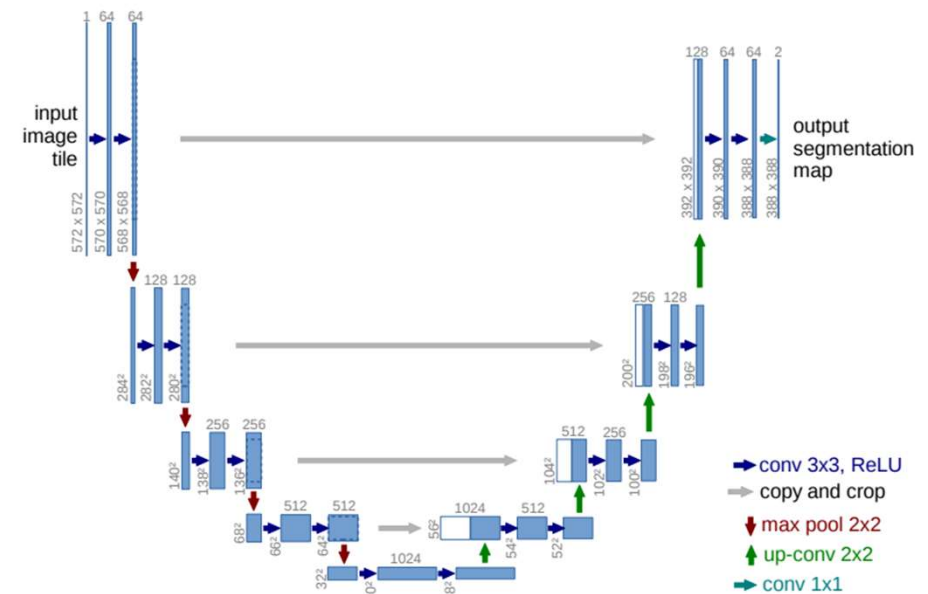 1 64 64
128 64 64 2
input
image
tile
output
segmentation
map
572 x 572
570 x 570
568 x 568
392 x 392
390 x 390
388 x 388
388 x 388
128 128
256 128
284²
282²
280²
200²
198²
196²
256 256
512 256
140²
138²
136²
104²
102²
100²
512 512
1024 512
68²
66²
64²
56²
54²
52²
1024
32²
conv 3x3, ReLU
copy and crop
max pool 2x2
up-conv 2x2
conv 1x1